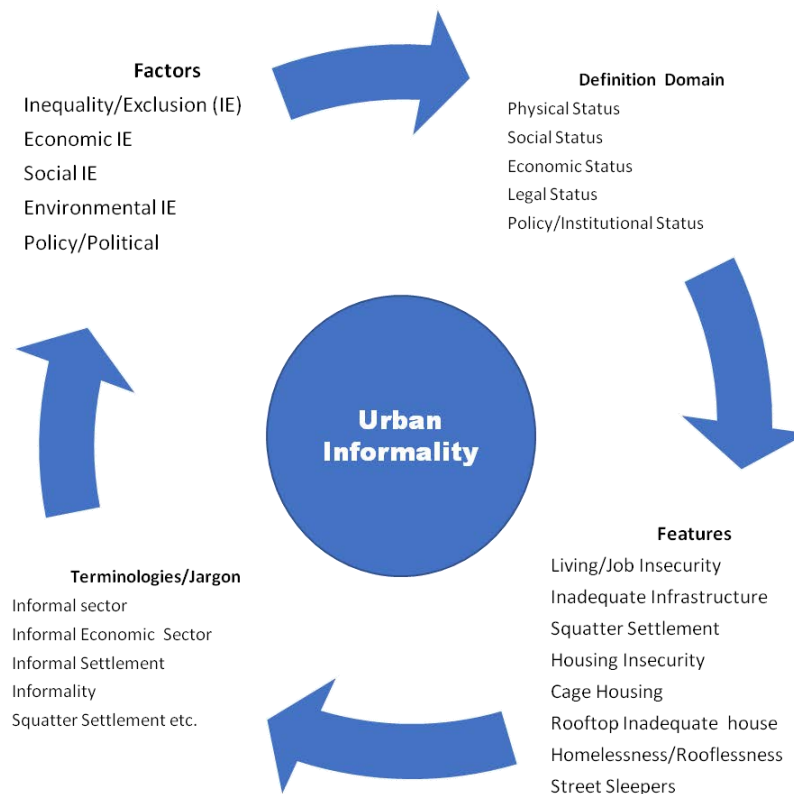 Factors
Inequality/Exclusion (IE)
Economic IE
Social IE
Environmental IE
Policy/Political
Definition Domain
Physical Status
Social Status
Economic Status
Legal Status
Policy/Institutional Status
Urban
Informality
Features
Living/Job Insecurity
Inadequate Infrastructure
Squatter Settlement
Housing Insecurity
Cage Housing
Rooftop Inadequate house
Homelessness/Rooflessness
Street Sleepers
Terminologies/Jargon
Informal sector
Informal Economic Sector
Informal Settlement
Informality
Squatter Settlement etc.